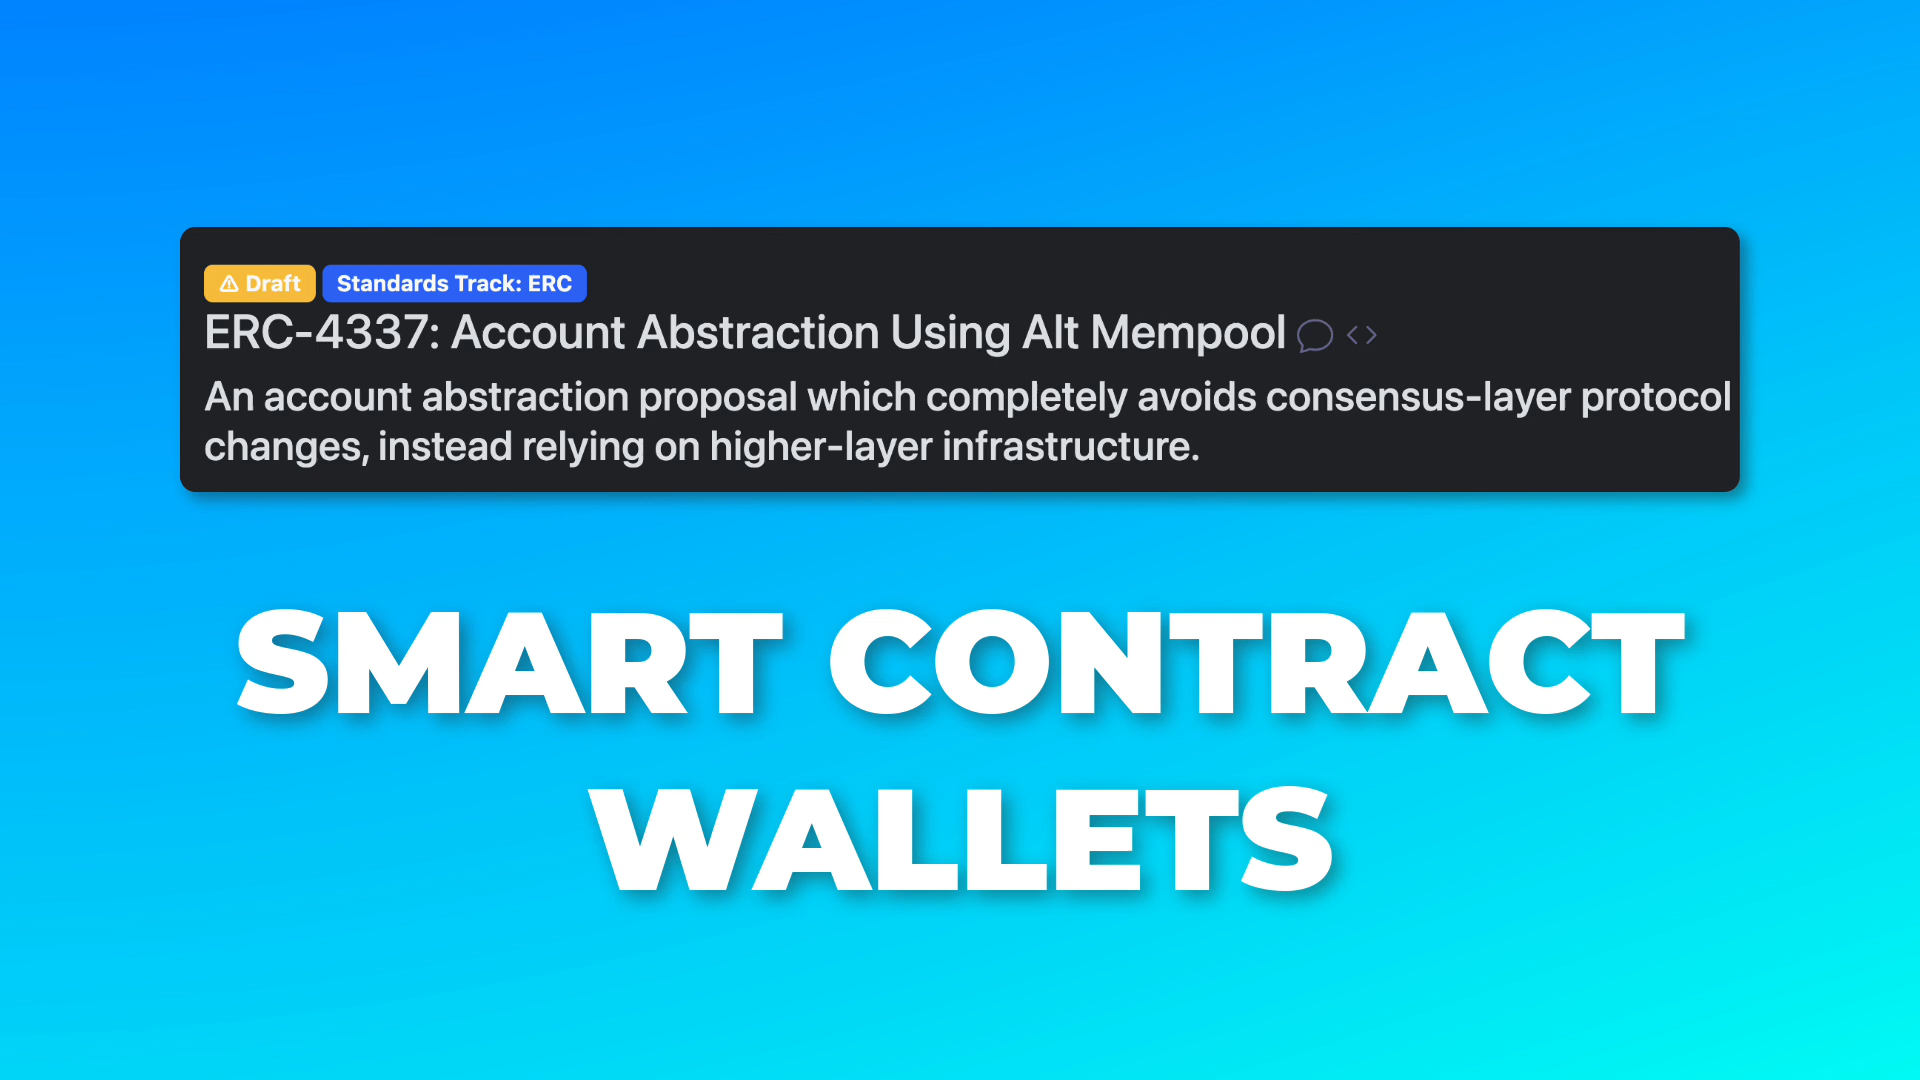 Draft Standards Track: ERC
ERC-4337: Account Abstraction Using Alt Mempool
An account abstraction proposal which completely avoids consensus-layer protocol
changes, instead relying on higher-layer infrastructure.
SMART CONTRACT
WALLETS